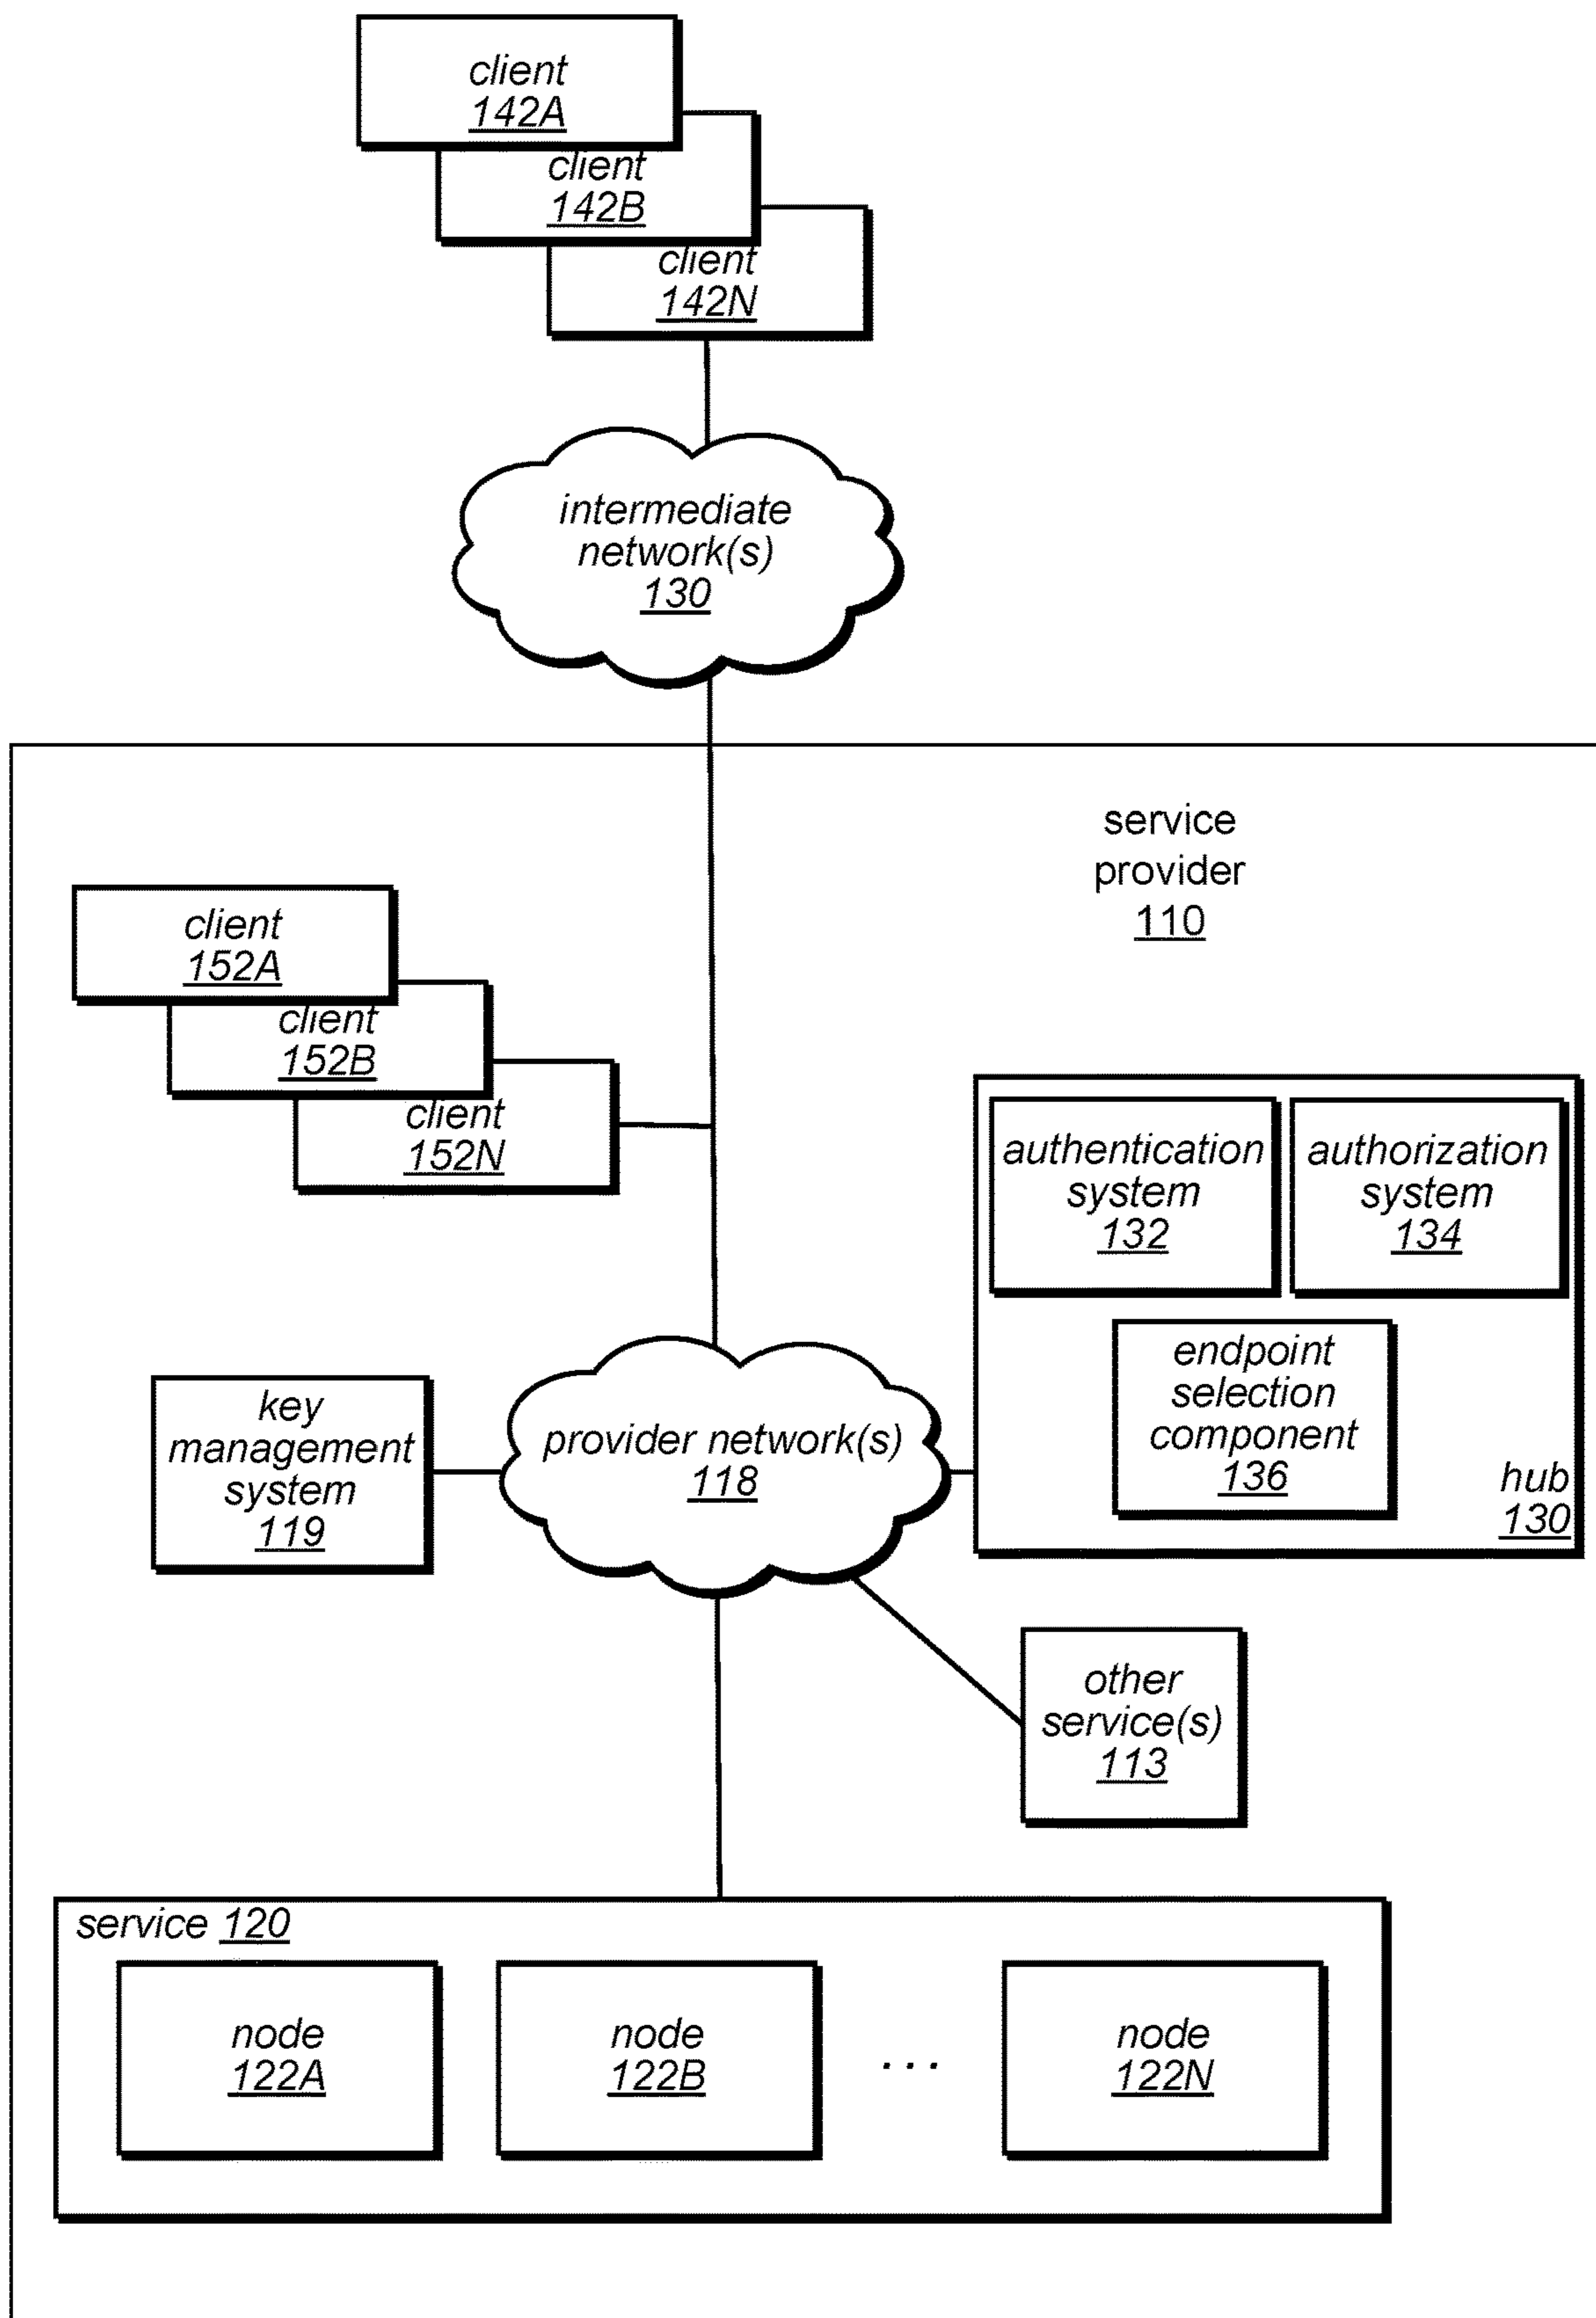 client
142A
client
142B
client
142N
intermediate
network(s)
130
service
provider
110
client
152A
client
152B
client
152N
authentication
system
132
authorization
system
134
endpoint
selection
component
136
hub
130
key
management
system
119
provider network(s)
118
other
service(s)
113
service 120
node
122A
node
122B
. . .
node
122N